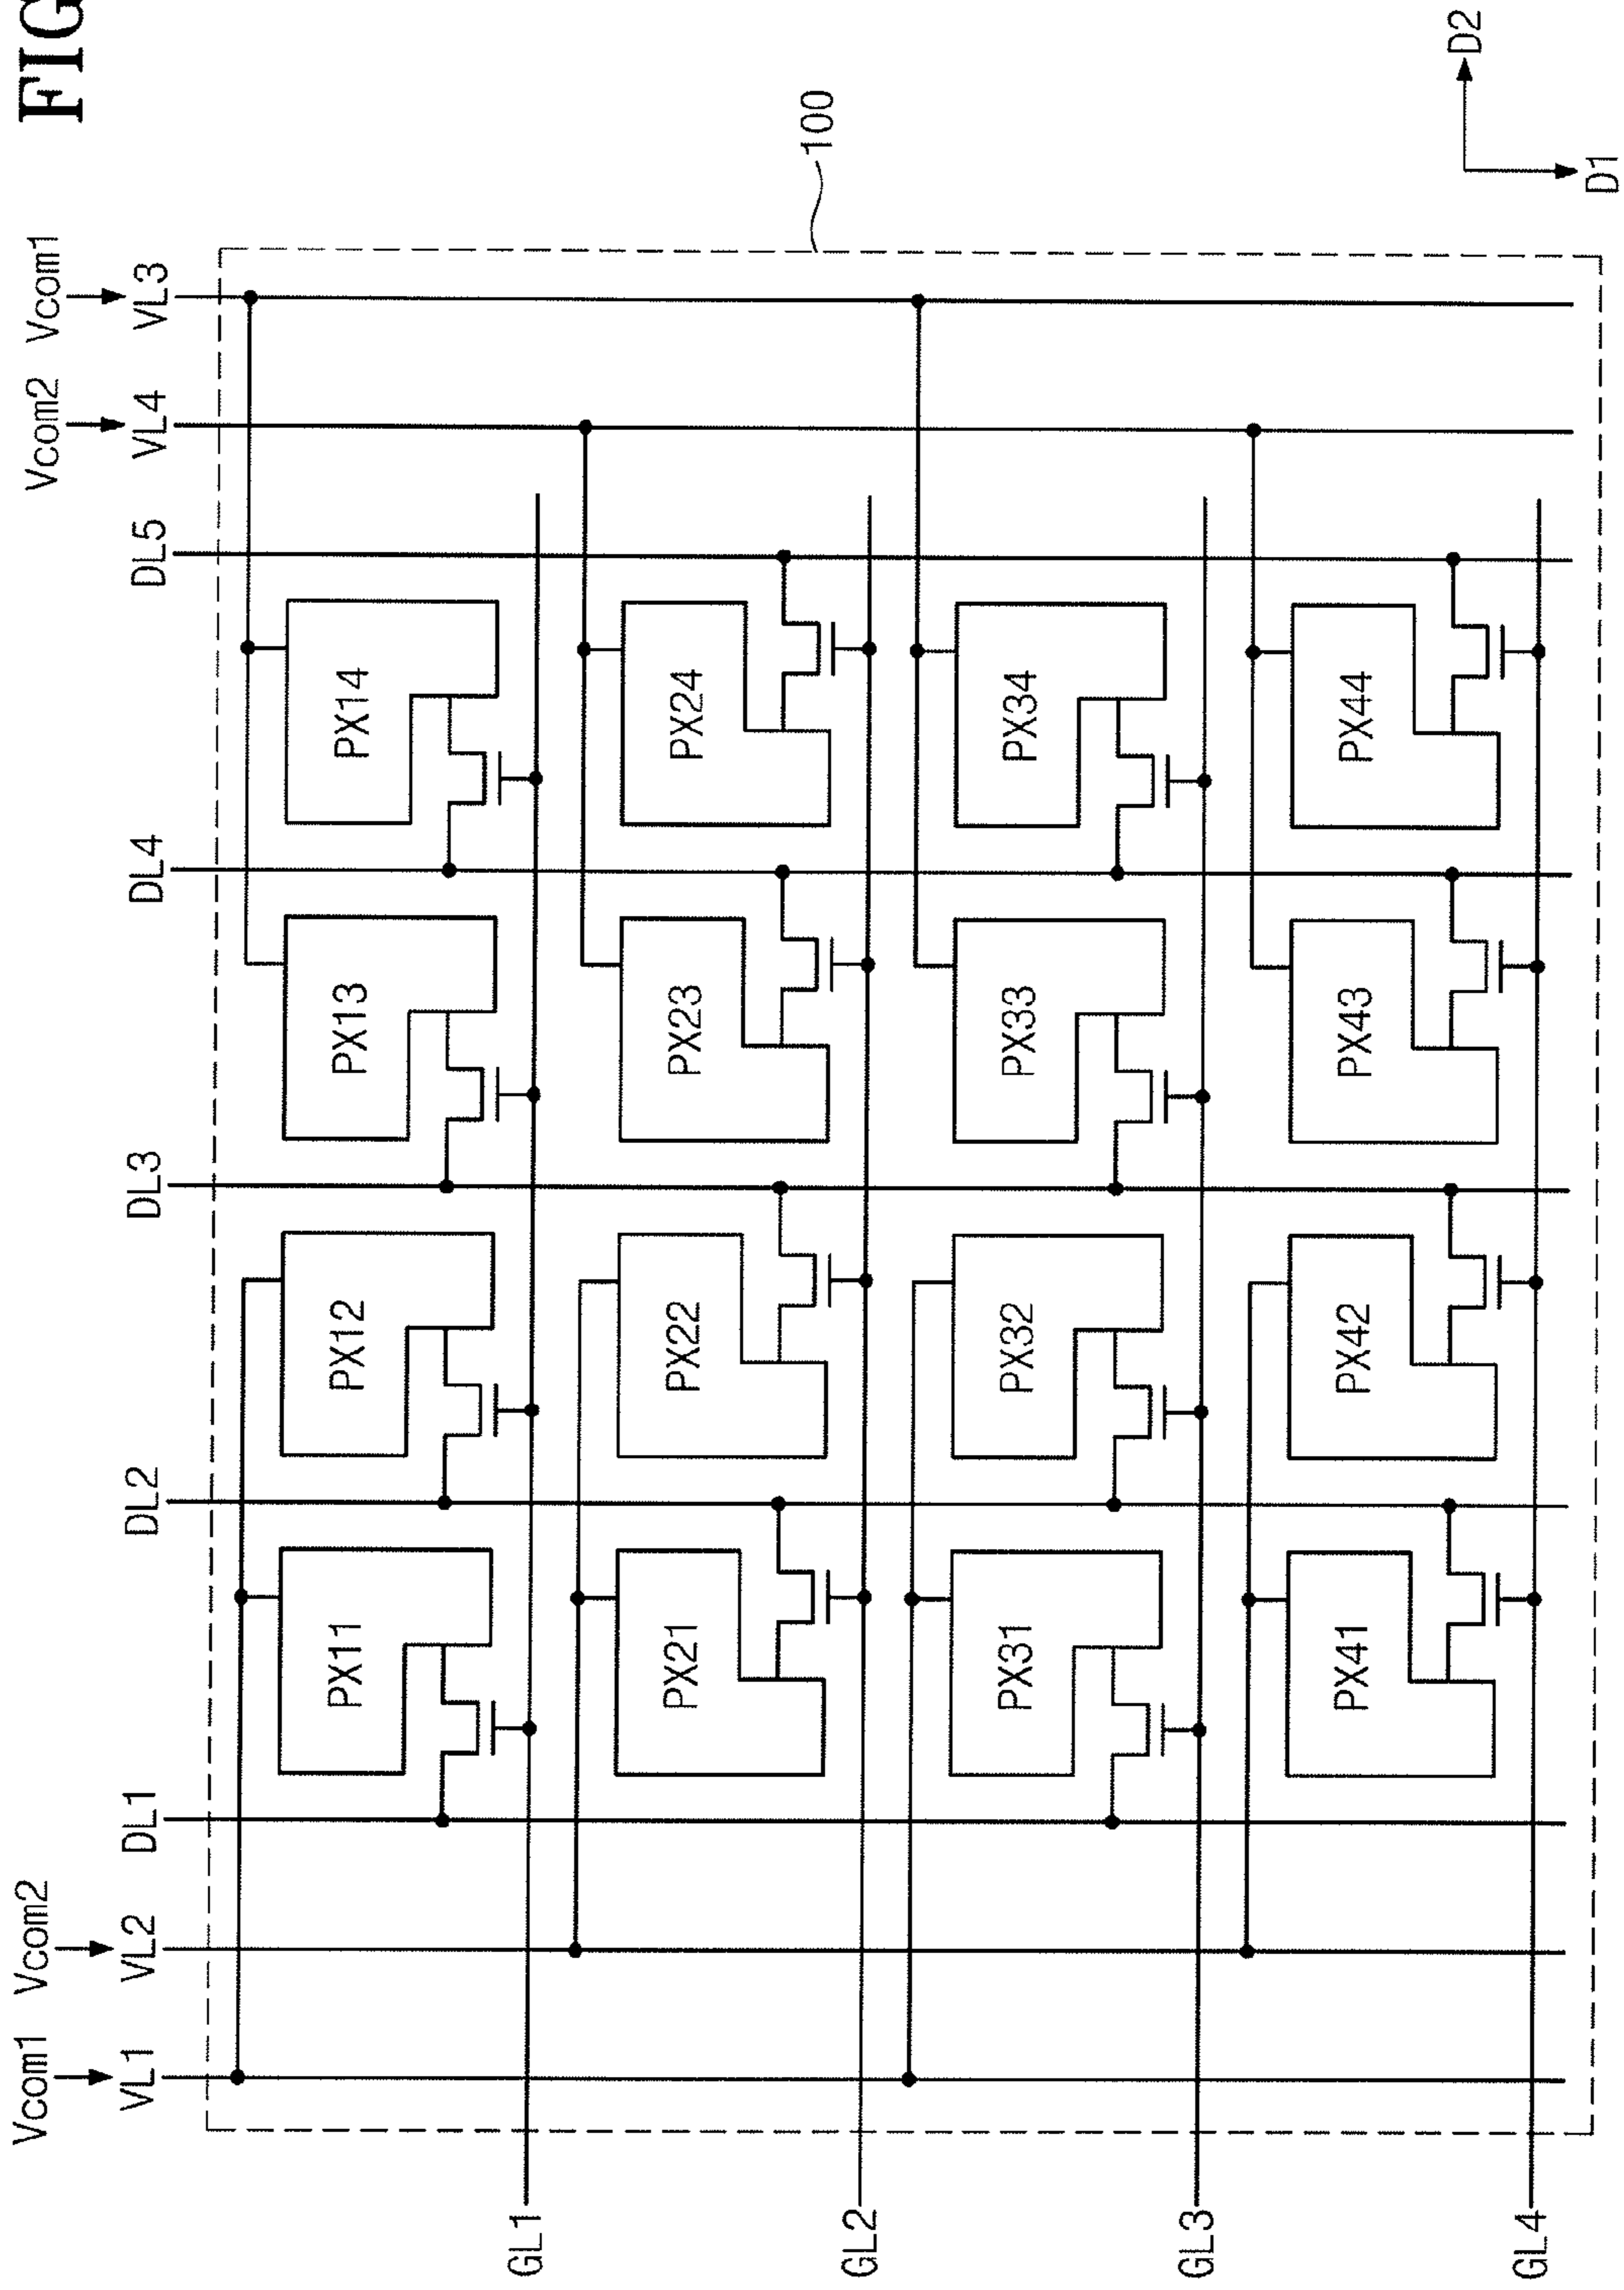 FIG
Vcom1 Vcom2 Vcom2 Vcom1
VL1 VL2 DL1 DL2 DL3 DL4 DL5 VL4 VL3
PX11 PX12 PX13 PX14
GL1
PX21 PX22 PX23 PX24
100
GL2
PX31 PX32 PX33 PX34
GL3
PX41 PX42 PX43 PX44
D2
GL4
D1